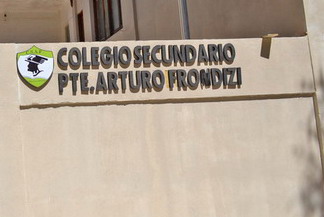 COLEGIO SECUNDARIO
PTE. ARTURO FRONDIZI